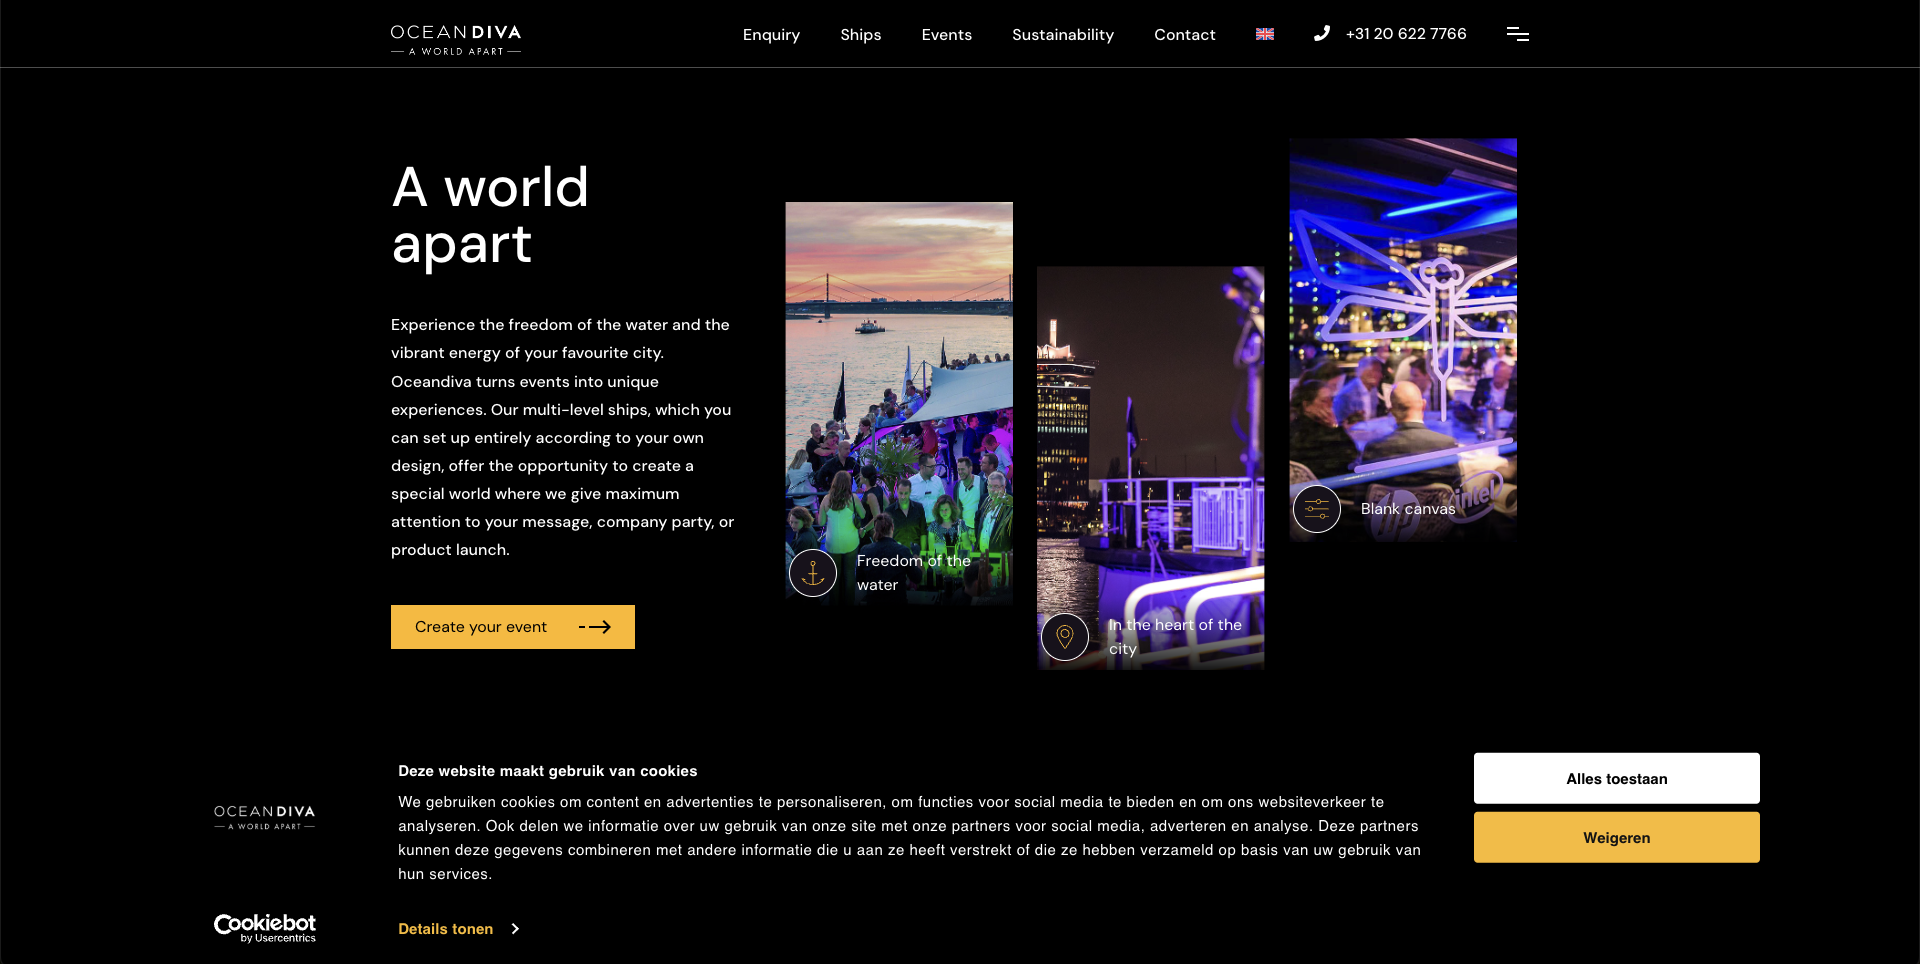 OCEANDIVA
A WORLD APART
Enquiry
Ships
Events
Sustainability
Contact
+31 20 622 7766
A world
apart
Experience the freedom of the water and the
vibrant energy of your favourite city.
Oceandiva turns events into unique
experiences. Our multi-level ships, which you
can set up entirely according to your own
design, offer the opportunity to create a
special world where we give maximum
attention to your message, company party, or
product launch.
Create your event
Freedom of the
water
In the heart of the
city
hp
intel
Blank canvas
OCEANDIVA
A WORLD APART
Cookiebot
by Usercentrics
Deze website maakt gebruik van cookies
We gebruiken cookies om content en advertenties te personaliseren, om functies voor social media te bieden en om ons websiteverkeer te
analyseren. Ook delen we informatie over uw gebruik van onze site met onze partners voor social media, adverteren en analyse. Deze partners
kunnen deze gegevens combineren met andere informatie die u aan ze heeft verstrekt of die ze hebben verzameld op basis van uw gebruik van
hun services.
Details tonen
Alles toestaan
Weigeren